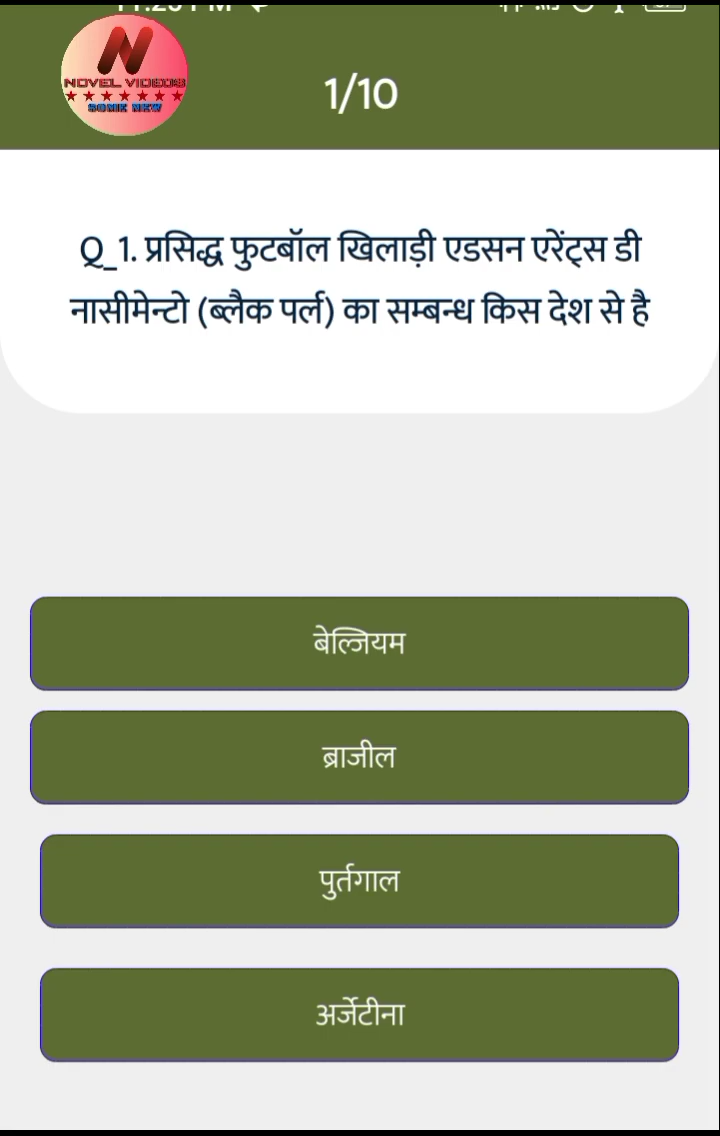 NOVEL VIDEOS
SOME NEW
1/10
Q_1. प्रसिद्ध फुटबॉल खिलाड़ी एडसन एरेंट्स डी
नासीमेन्टो (ब्लैक पर्ल) का सम्बन्ध किस देश से है
बेल्जियम
ब्राजील
पुर्तगाल
अर्जेटीना